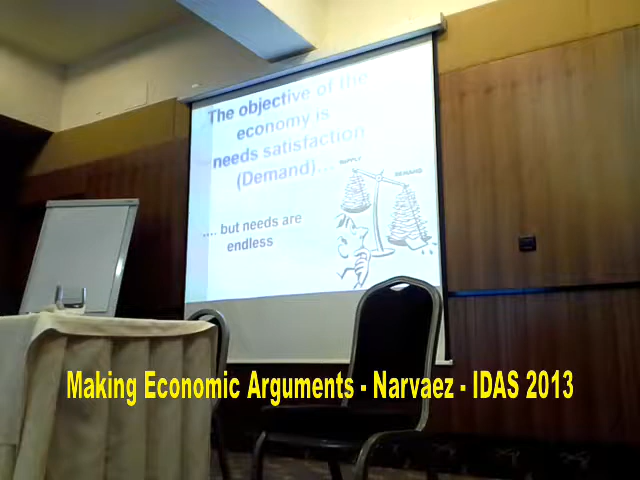 The objective of the
economy is
needs satisfaction
(Demand)...
SUPPLY
DEMAND
.... but needs are
endless
Making Economic Arguments - Narvaez - IDAS 2013